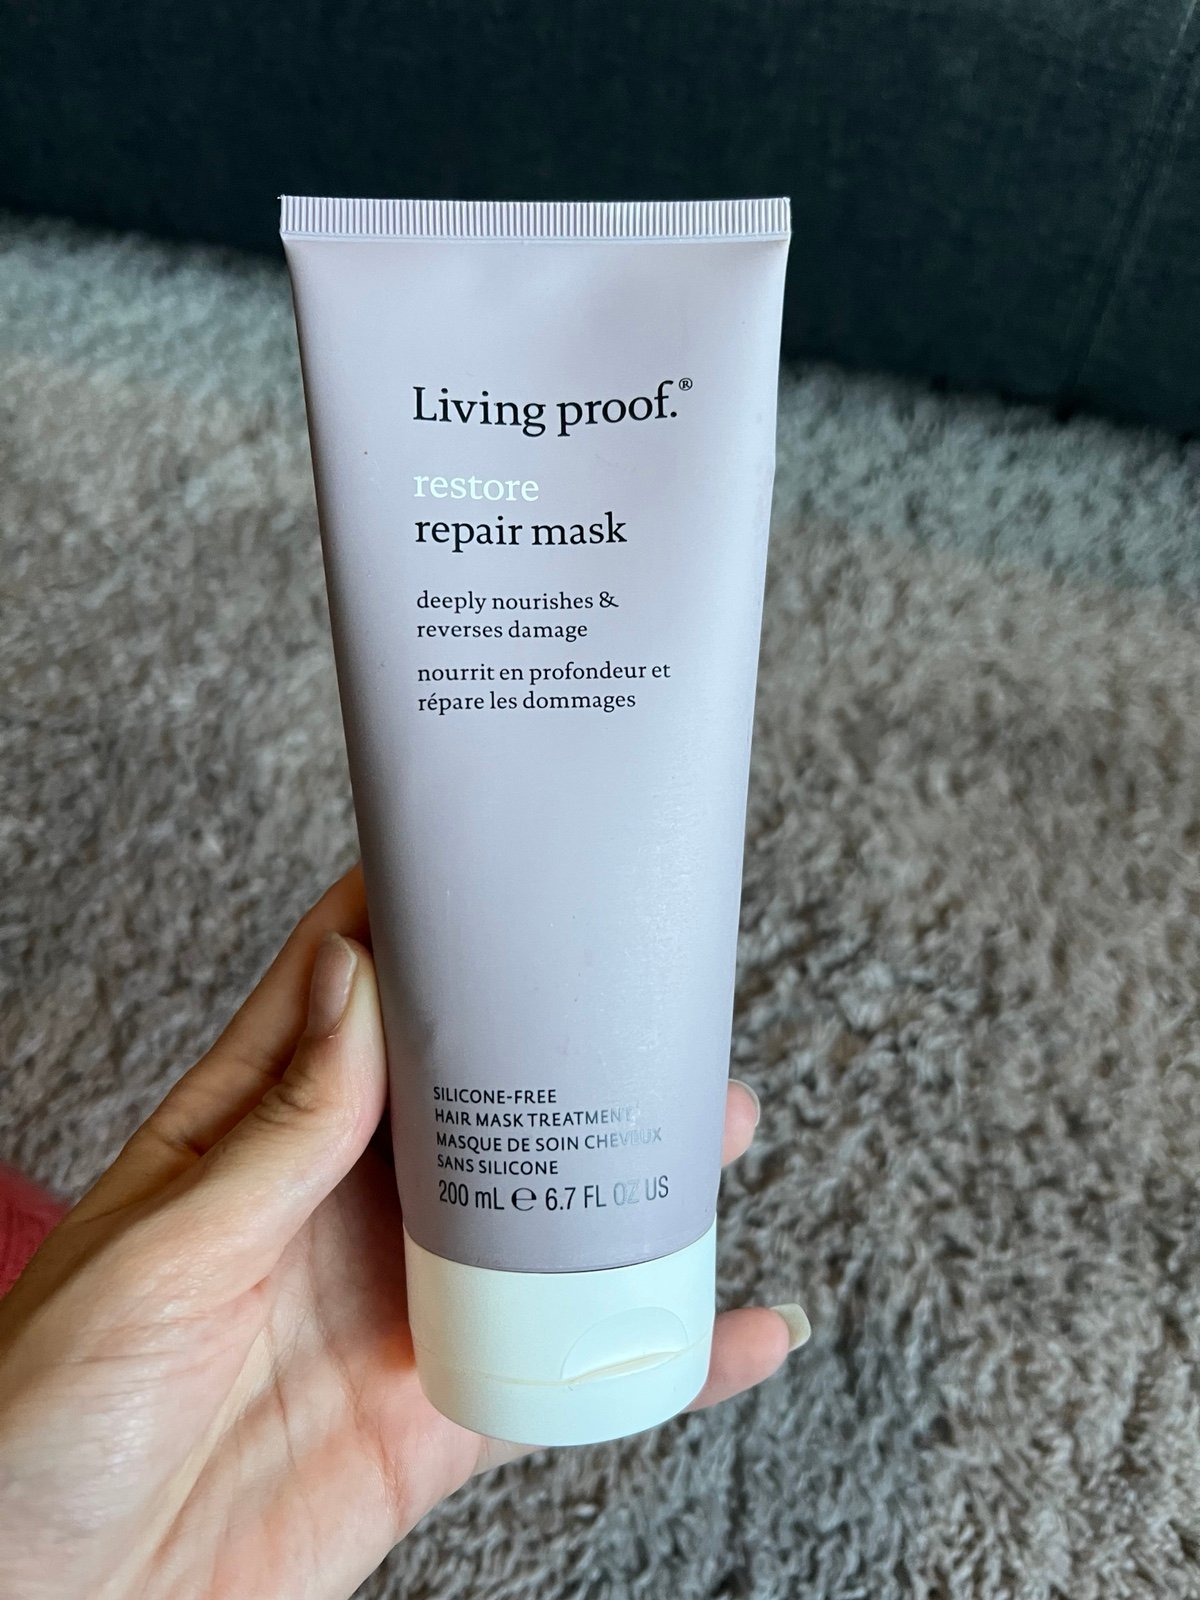 Living proof.®
restore
repair mask
deeply nourishes &
reverses damage
nourrit en profondeur et
répare les dommages
SILICONE-FREE
HAIR MASK TREATMENT
MASQUE DE SOIN CHEVEUX
SANS SILICONE
200 mL ℮ 6.7 FL OZ US